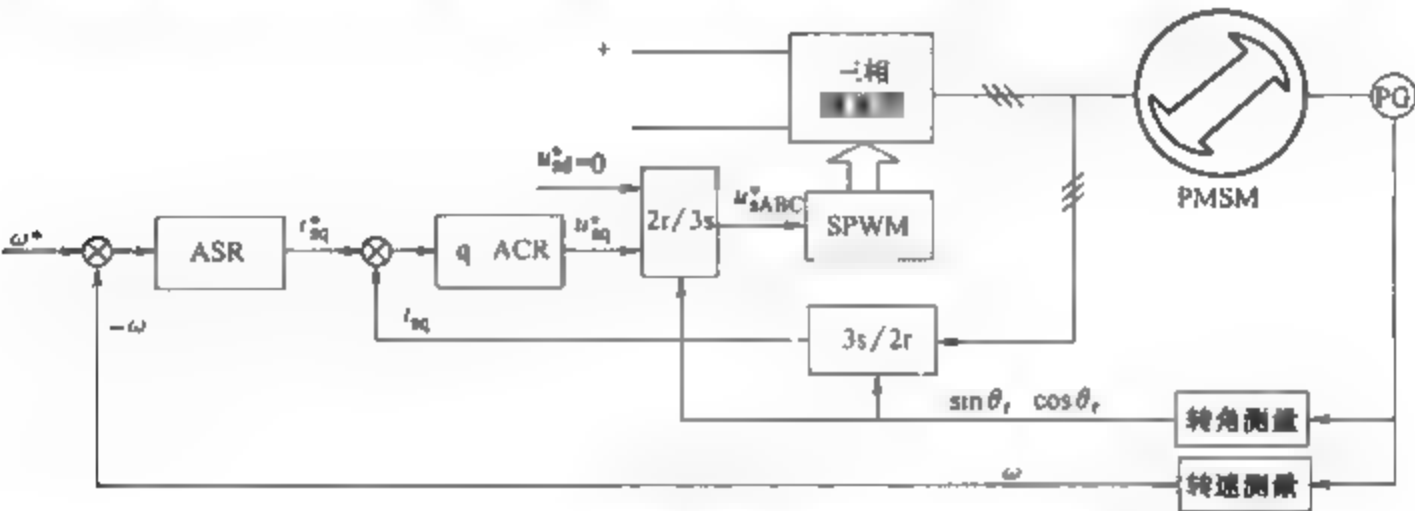 +
三相
PG
PMSM
u*sd=0
2r/3s
u*sABC
SPWM
ω*
ASR
i*sq
q ACR
u*sq
-ω
isq
3s/2r
sinθr cosθr
转角测量
ω
转速测量